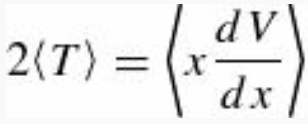 2⟨T⟩ = ⟨x dV/dx⟩